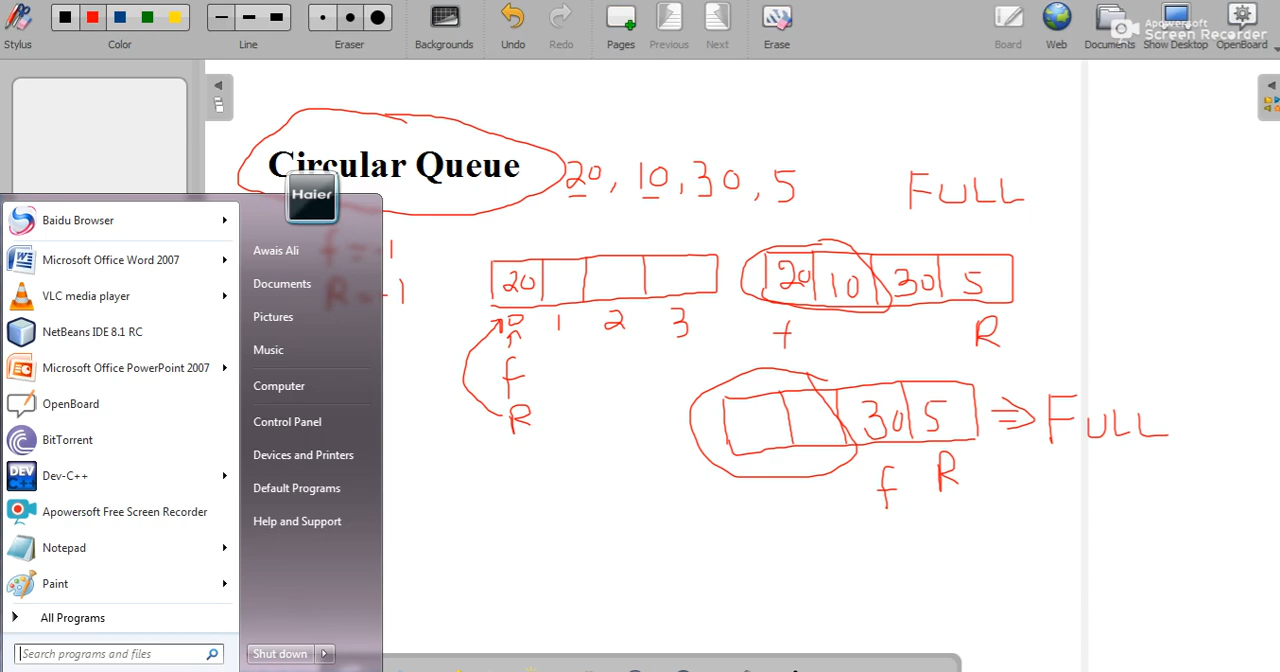 Stylus
Color
Line
Eraser
Backgrounds
Undo
Redo
Pages
Previous
Next
Erase
Board
Web
Documents
Show Desktop
OpenBoard
Apowersoft
Screen Recorder
Circular Queue
20, 10, 30, 5
FULL
f = -1
R = -1
20
0 1 2 3
f
R
20 10 30 5
f R
30 5 ⇒ FULL
f R
Haier
Baidu Browser
Microsoft Office Word 2007
VLC media player
NetBeans IDE 8.1 RC
Microsoft Office PowerPoint 2007
OpenBoard
BitTorrent
DEV
Dev-C++
Apowersoft Free Screen Recorder
Notepad
Paint
All Programs
Search programs and files
Awais Ali
Documents
Pictures
Music
Computer
Control Panel
Devices and Printers
Default Programs
Help and Support
Shut down